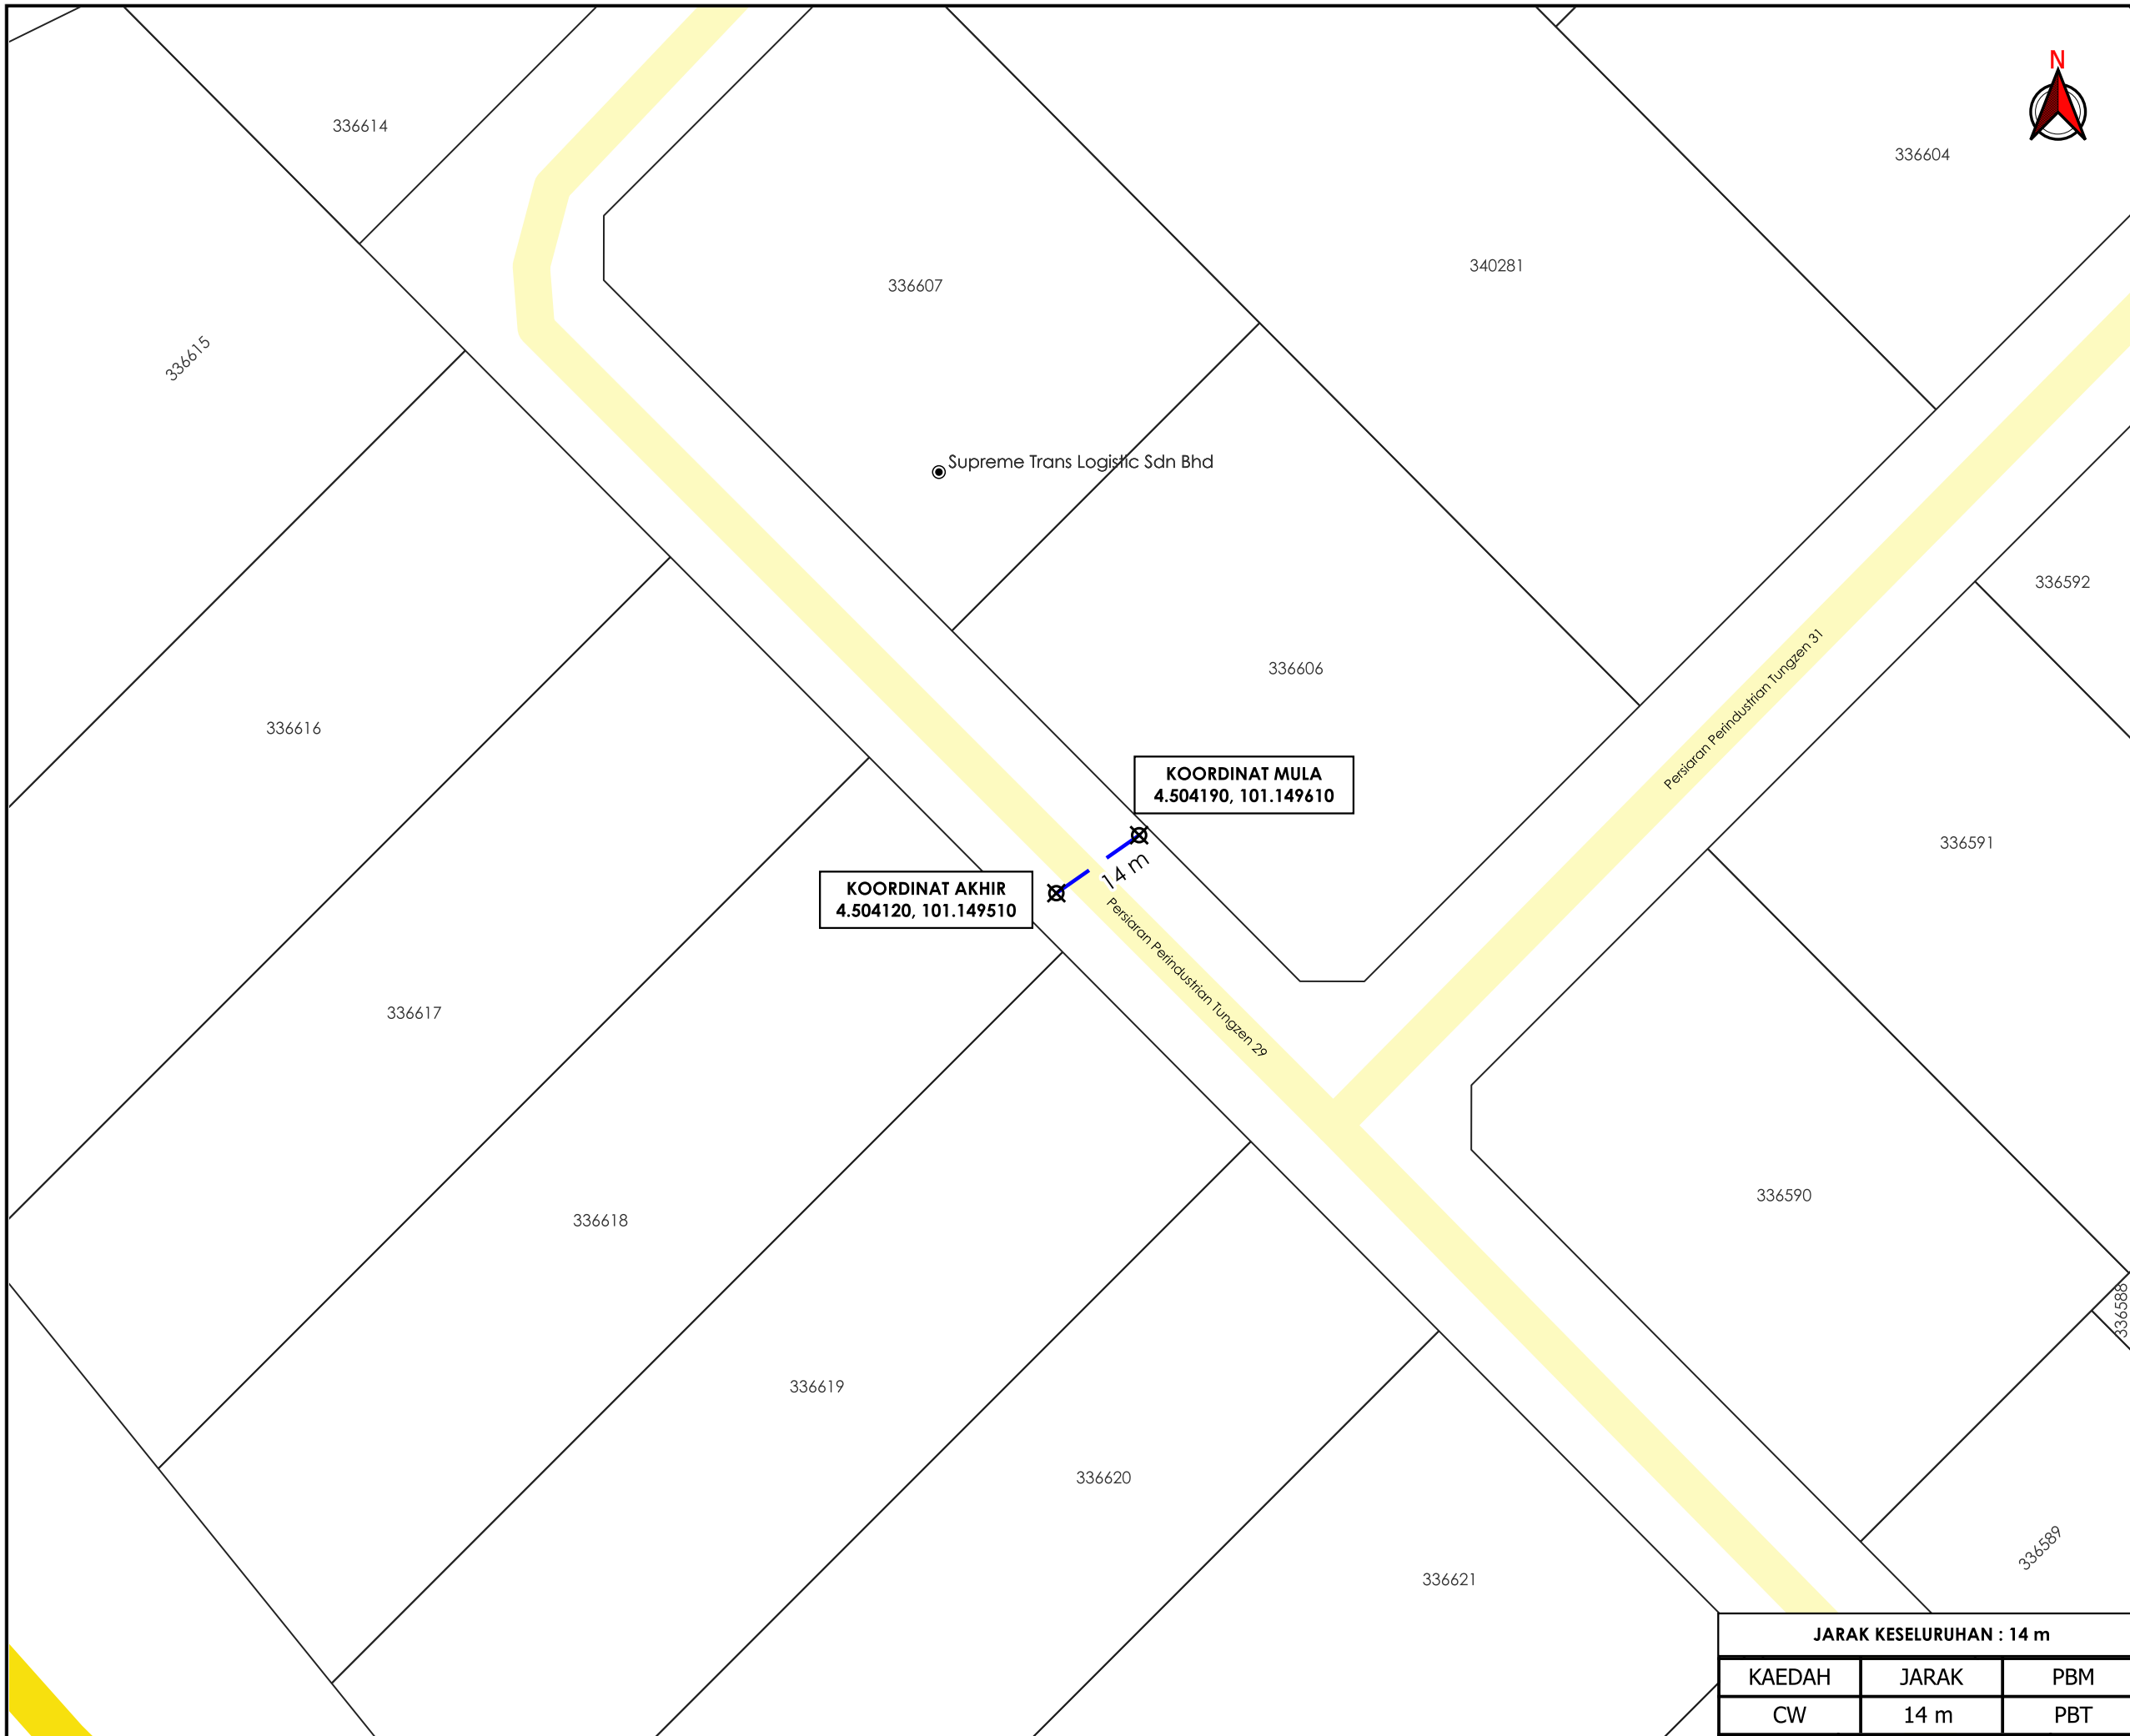 N
336614
336604
340281
336607
336615
Supreme Trans Logistic Sdn Bhd
336592
Persiaran Perindustrian Tungzen 31
336606
336616
KOORDINAT MULA
4.504190, 101.149610
336591
14 m
KOORDINAT AKHIR
4.504120, 101.149510
Persiaran Perindustrian Tungzen 29
336617
336590
336618
336588
336619
336620
336589
336621
JARAK KESELURUHAN : 14 m
KAEDAH JARAK PBM
CW 14 m PBT